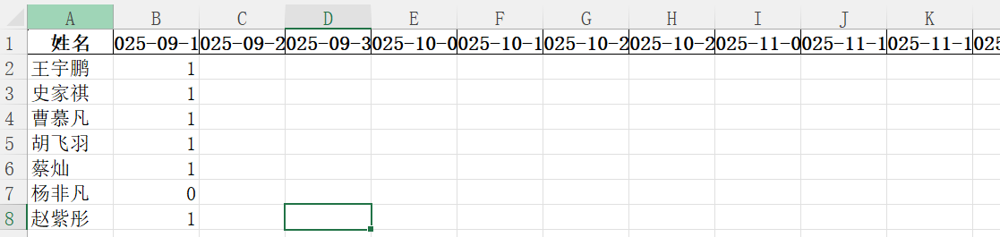 A B C D E F G H I J K
1 姓名 025-09-1 025-09-2 025-09-3 025-10-0 025-10-1 025-10-2 025-10-2 025-11-0 025-11-1 025-11-1 025
2 王宇鹏 1
3 史家祺 1
4 曹慕凡 1
5 胡飞羽 1
6 蔡灿 1
7 杨非凡 0
8 赵紫彤 1